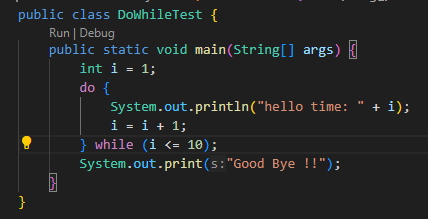 public class DoWhileTest {
Run | Debug
public static void main(String[] args) {
int i = 1;
do {
System.out.println("hello time: " + i);
i = i + 1;
} while (i <= 10);
System.out.print(s:"Good Bye !!");
}
}